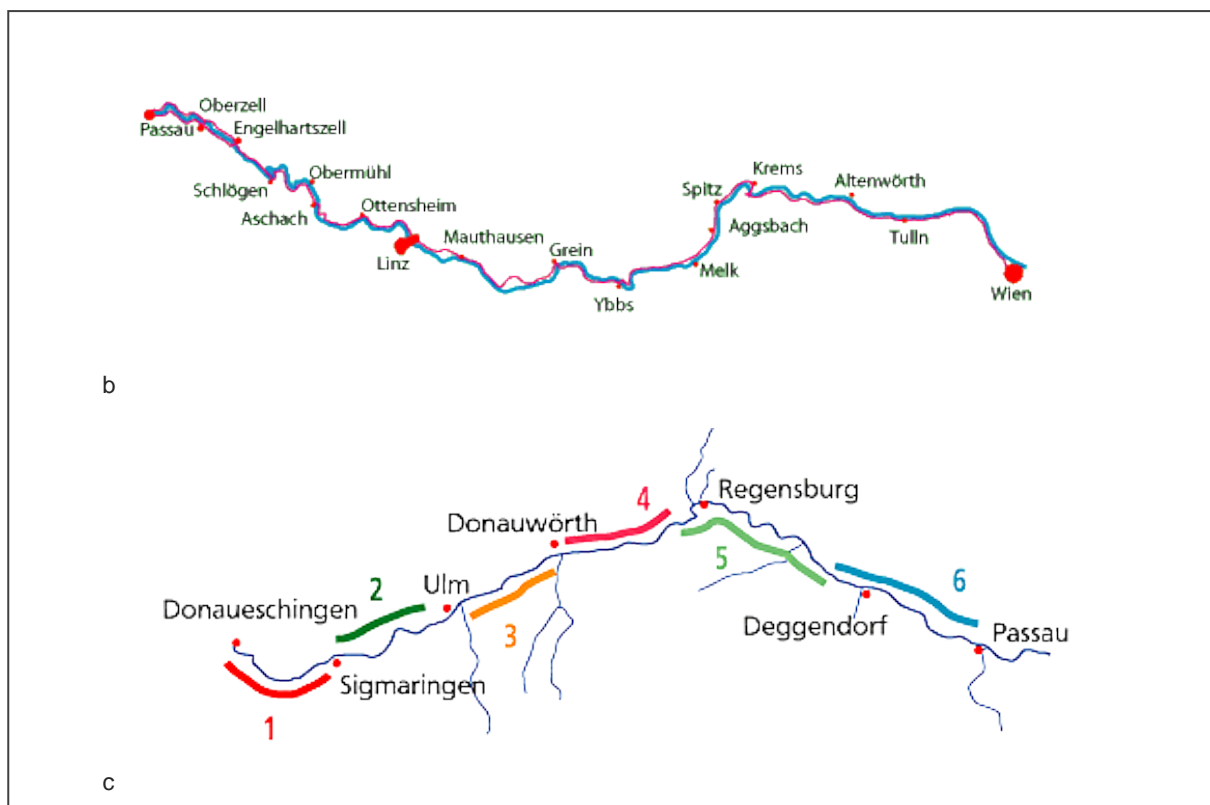 Oberzell
Passau
Engelhartszell
Schlögen
Obermühl
Aschach
Ottensheim
Linz
Mauthausen
Grein
Ybbs
Melk
Aggsbach
Spitz
Krems
Altenwörth
Tulln
Wien
b
Donaueschingen
1
Sigmaringen
2
Ulm
3
Donauwörth
4
Regensburg
5
Deggendorf
6
Passau
c